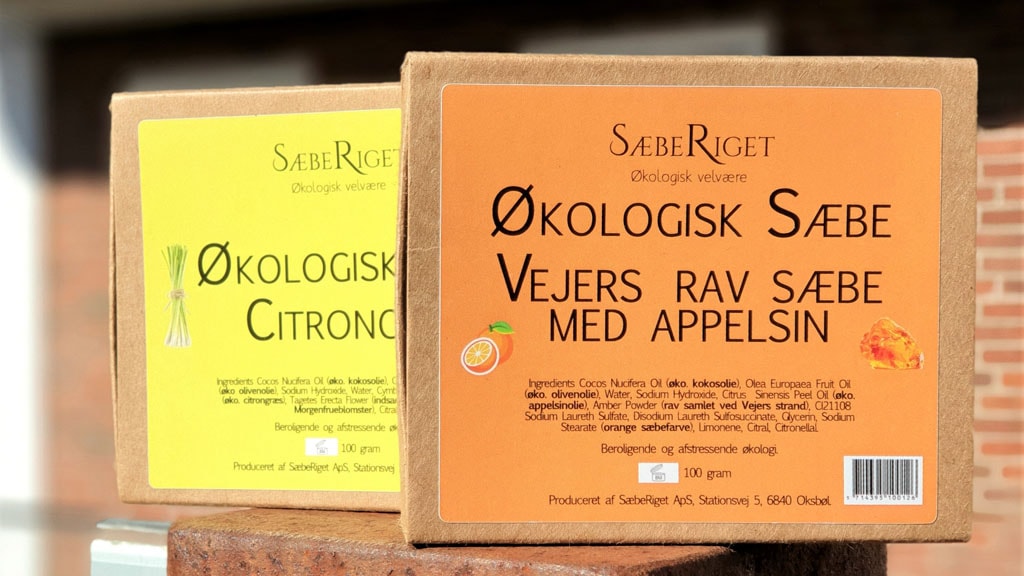 SÆBERIGET
Økologisk velvære
ØKOLOGISK
CITRONG
Ingredients Cocos Nucifera Oil (øko. kokosolie),
(øko olivenolie), Sodium Hydroxide, Water,
(øko. citrongræs), Tagetes Erecta Flower
Morgenfrueblomster),
Beroligende og afstressende
100 gram
Produceret af SæbeRiget ApS, Stationsvej
SÆBERIGET
Økologisk velvære
ØKOLOGISK SÆBE
VEJERS RAV SÆBE
MED APPELSIN
Ingredients Cocos Nucifera Oil (øko. kokosolie), Olea Europaea Fruit Oil
(øko. olivenolie), Water, Sodium Hydroxide, Citrus Sinensis Peel Oil (øko.
appelsinolie), Amber Powder (rav samlet ved Vejers strand), CI21108
Sodium Laureth Sulfate, Disodium Laureth Sulfosuccinate, Glycerin, Sodium
Stearate (orange sæbefarve), Limonene, Citral, Citronellal.
Beroligende og afstressende økologi.
100 gram
Produceret af SæbeRiget ApS, Stationsvej 5, 6840 Oksbøl.
5 714395 100126